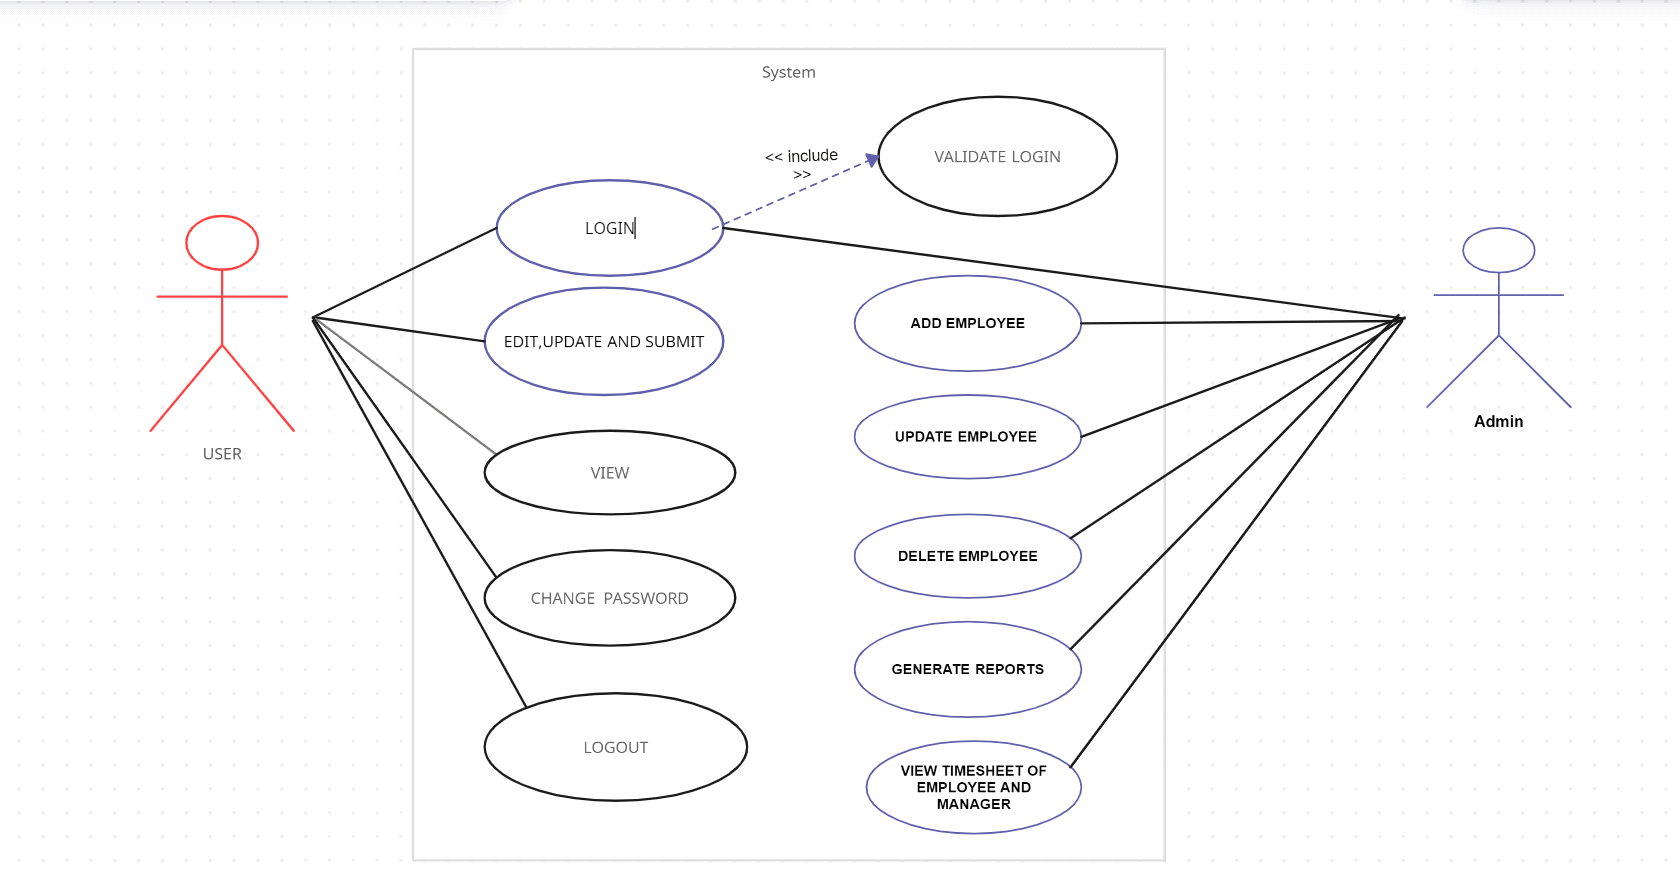 System
<< include
>>
VALIDATE LOGIN
LOGIN
EDIT,UPDATE AND SUBMIT
VIEW
CHANGE  PASSWORD
LOGOUT
USER
ADD EMPLOYEE
UPDATE EMPLOYEE
DELETE EMPLOYEE
GENERATE REPORTS
VIEW TIMESHEET OF
EMPLOYEE AND
MANAGER
Admin